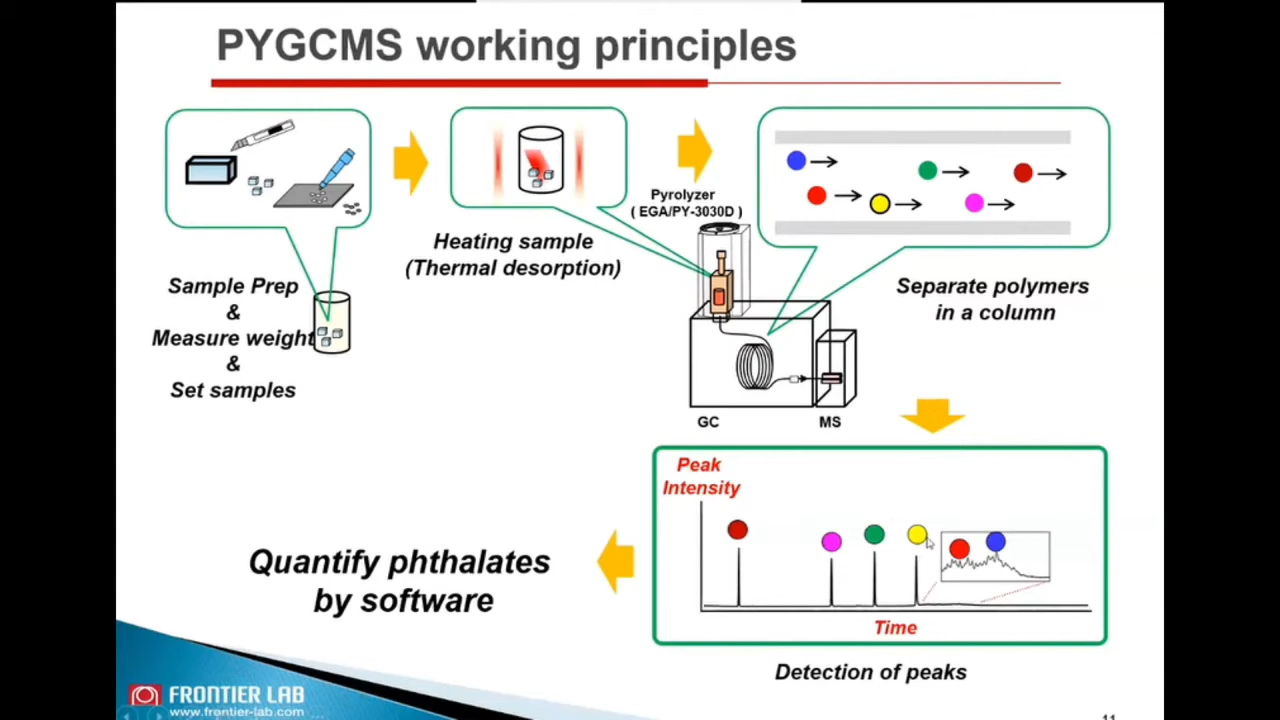 PYGCMS working principles
Pyrolyzer
( EGA/PY-3030D )
Heating sample
(Thermal desorption)
Sample Prep
&
Measure weight
&
Set samples
Separate polymers
in a column
GC
MS
Peak
Intensity
Time
Detection of peaks
Quantify phthalates
by software
FRONTIER LAB
www.frontier-lab.com
11